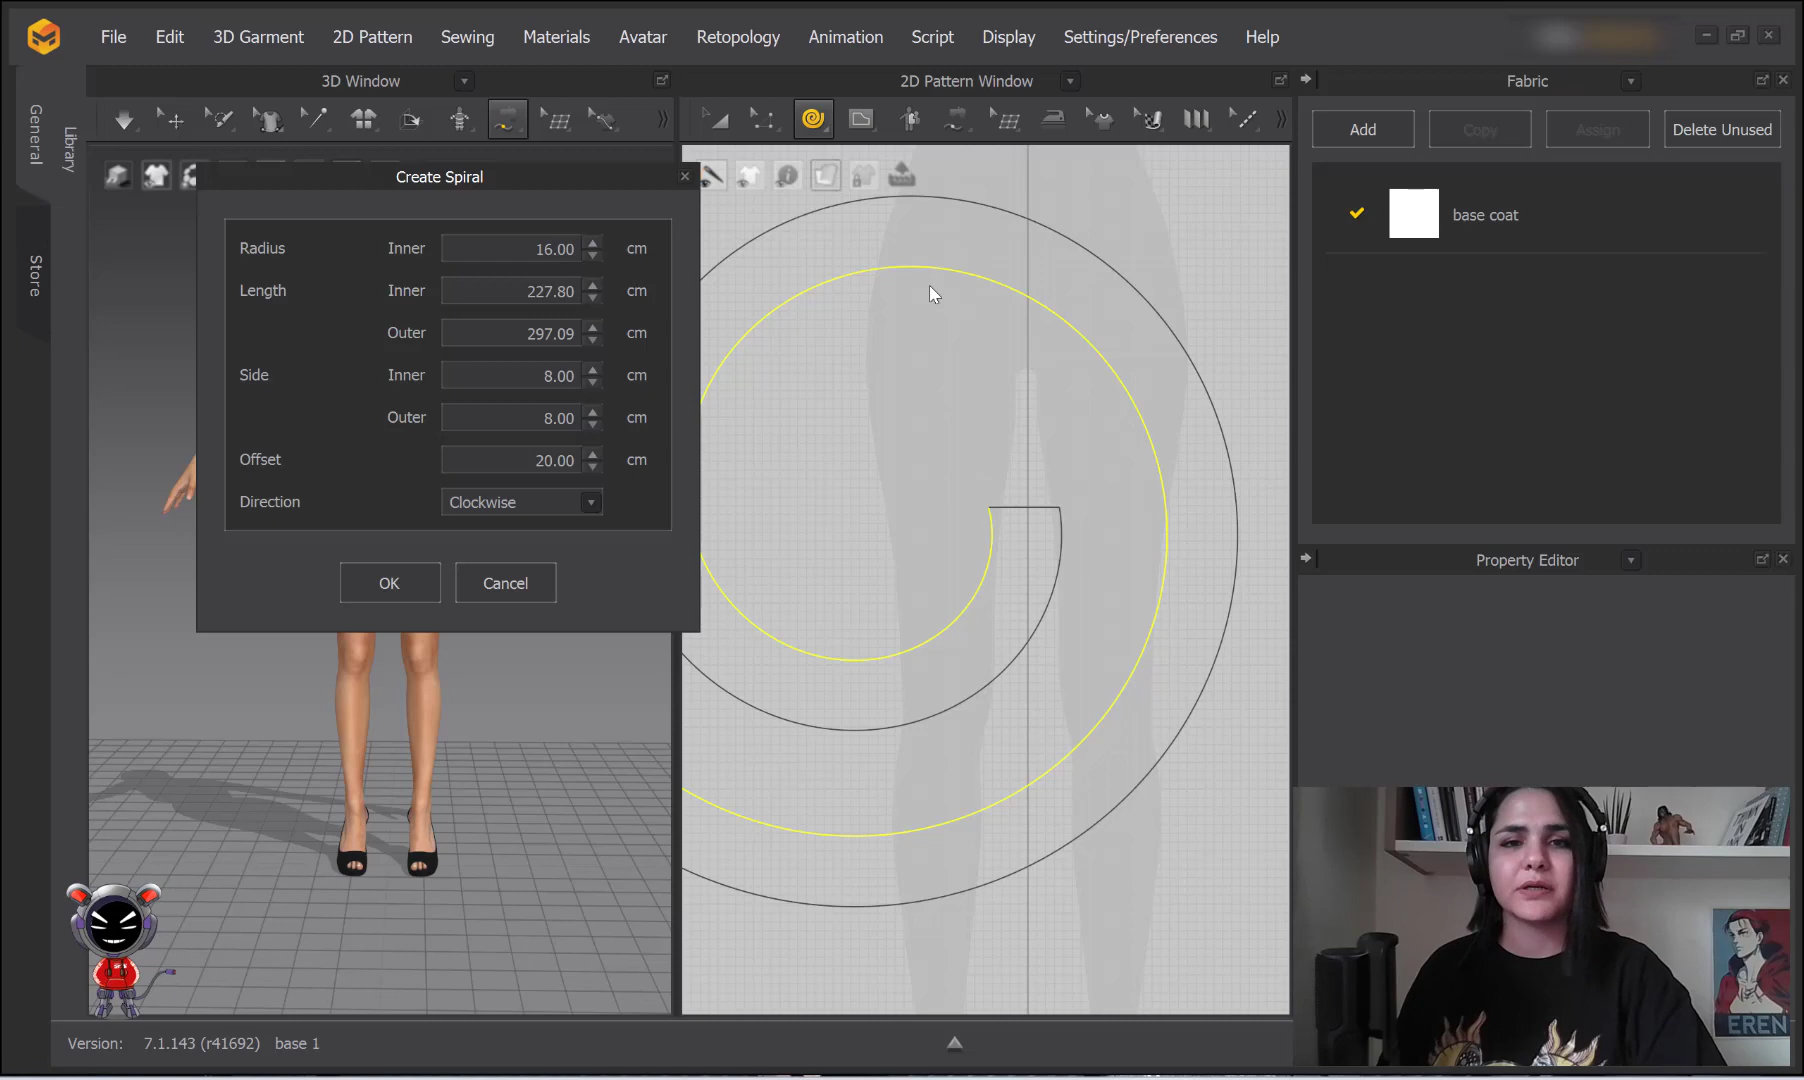 File Edit 3D Garment 2D Pattern Sewing Materials Avatar Retopology Animation Script Display Settings/Preferences Help
3D Window
2D Pattern Window
Fabric
General
Library
Store
Add Copy Assign Delete Unused
base coat
Create Spiral
Radius Inner 16.00 cm
Length Inner 227.80 cm
Outer 297.09 cm
Side Inner 8.00 cm
Outer 8.00 cm
Offset 20.00 cm
Direction Clockwise
OK Cancel
Property Editor
EREN
Version: 7.1.143 (r41692) base 1